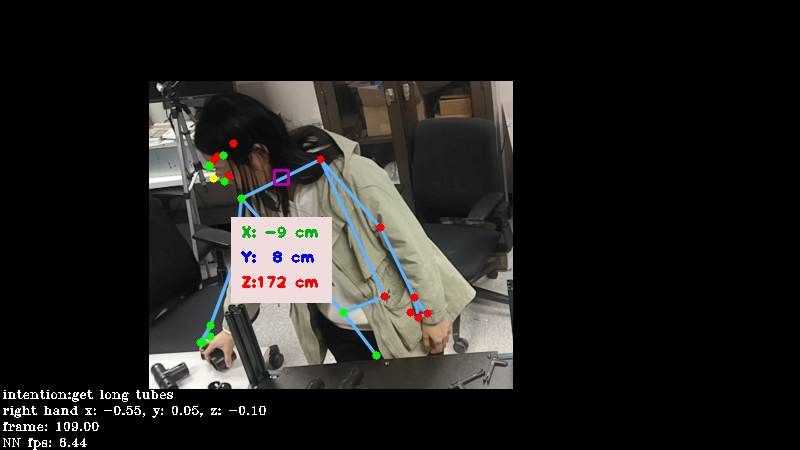 X: -9 cm
Y: 8 cm
Z:172 cm
intention:get long tubes
right hand x: -0.55, y: 0.05, z: -0.10
frame: 109.00
NN fps: 6.44